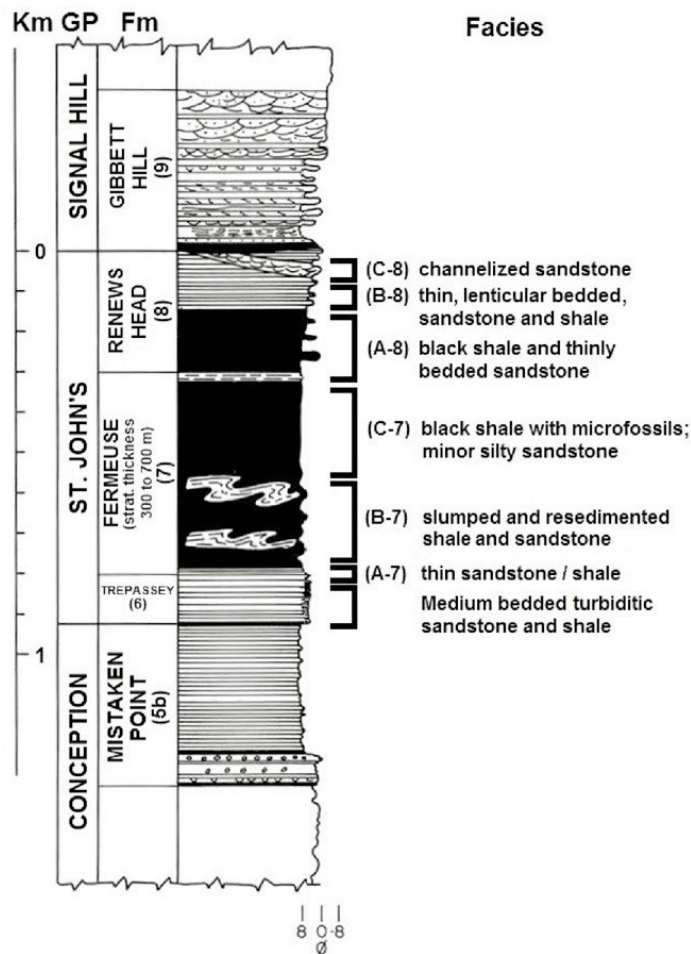 Km GP Fm Facies
SIGNAL HILL
GIBBETT
HILL
(9)
0
RENEWS
HEAD
(8)
(C-8) channelized sandstone
(B-8) thin, lenticular bedded,
sandstone and shale
(A-8) black shale and thinly
bedded sandstone
ST. JOHN'S
FERMEUSE
(strat. thickness
300 to 700 m)
(7)
(C-7) black shale with microfossils;
minor silty sandstone
(B-7) slumped and resedimented
shale and sandstone
(A-7) thin sandstone / shale
TREPASSEY
(6)
Medium bedded turbiditic
sandstone and shale
1
CONCEPTION
MISTAKEN
POINT
(5b)
8 0 -8
Ø